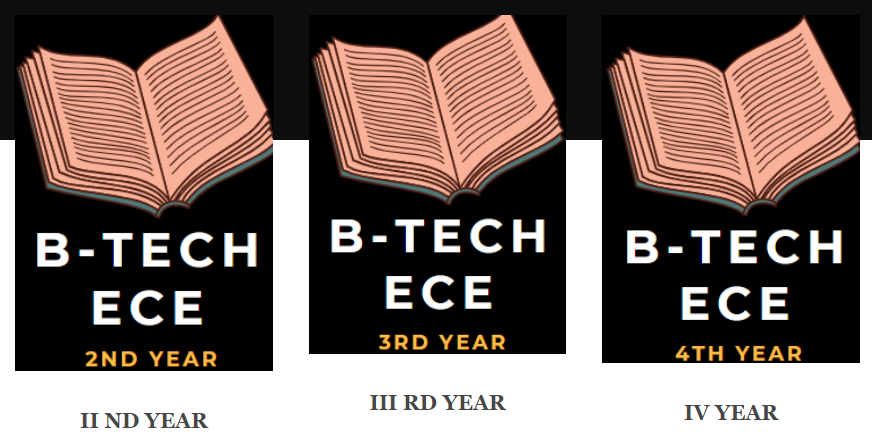 B-TECH
ECE
2ND YEAR
II ND YEAR
B-TECH
ECE
3RD YEAR
III RD YEAR
B-TECH
ECE
4TH YEAR
IV YEAR